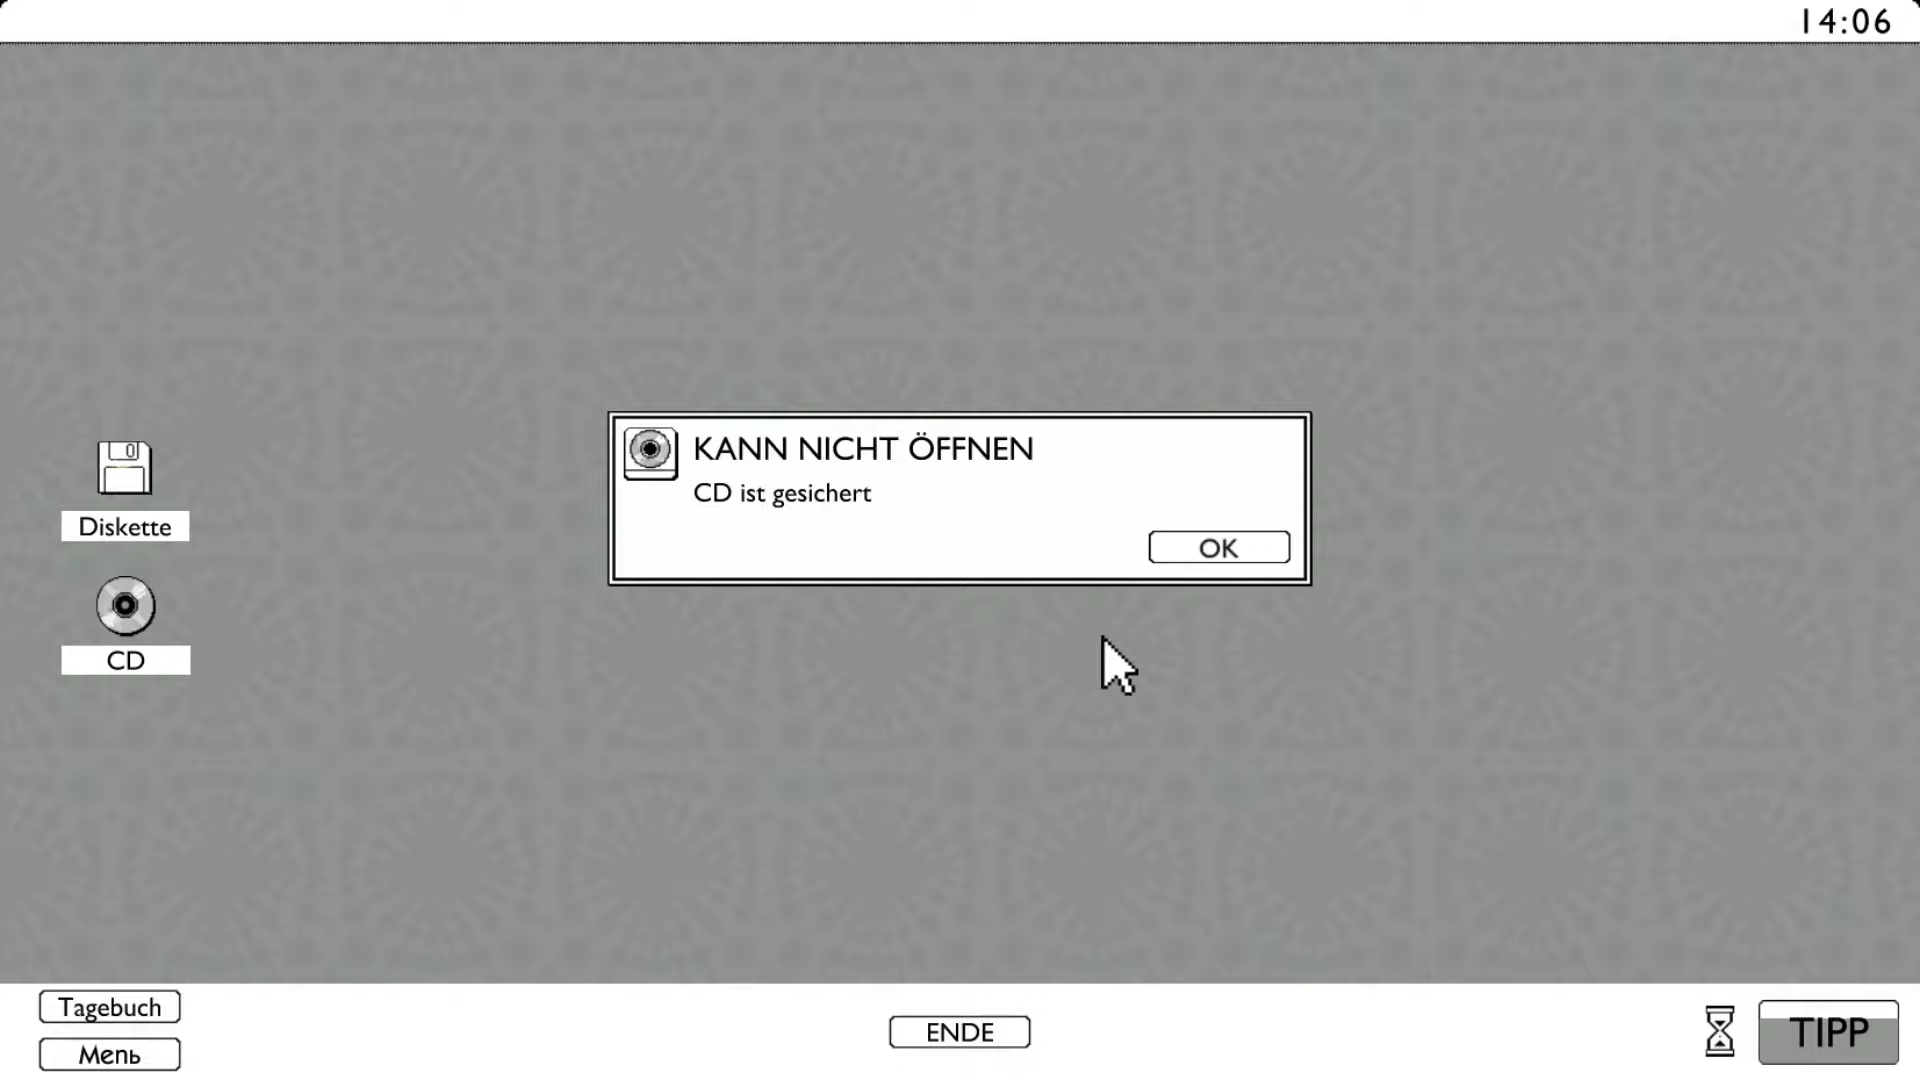 14:06
KANN NICHT ÖFFNEN
CD ist gesichert
OK
Diskette
CD
Tagebuch
Menь
ENDE
TIPP